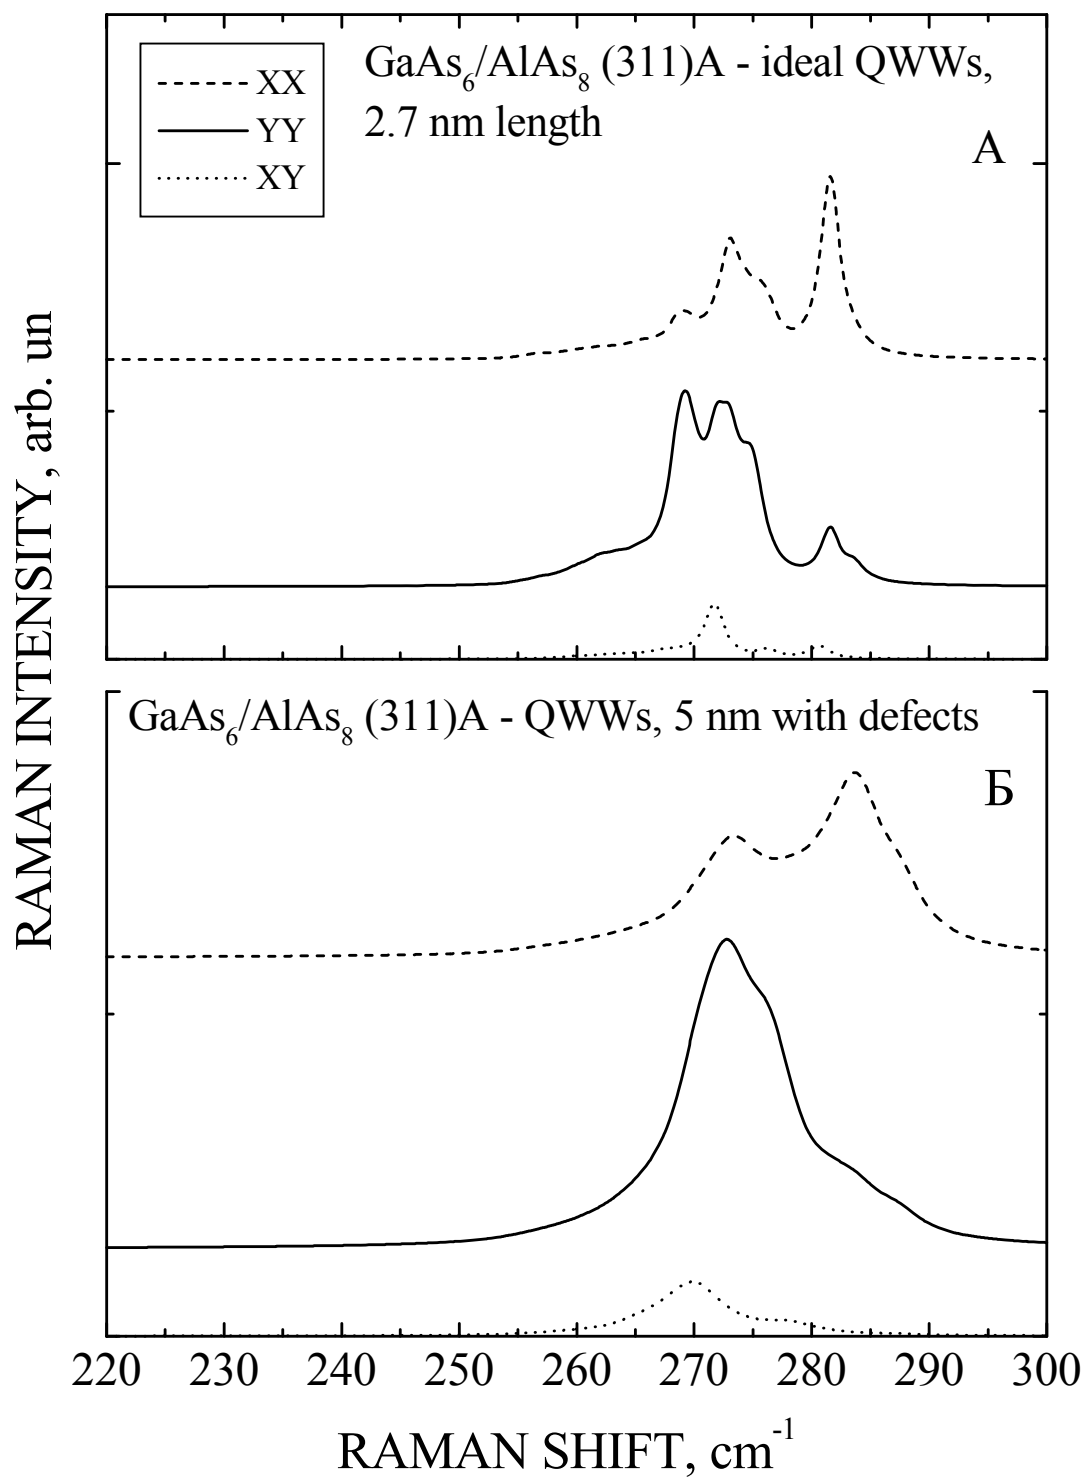 GaAs₆/AlAs₈ (311)A - ideal QWWs,
2.7 nm length
XX
YY
XY
А
RAMAN INTENSITY, arb. un
GaAs₆/AlAs₈ (311)A - QWWs, 5 nm with defects
Б
220 230 240 250 260 270 280 290 300
RAMAN SHIFT, cm⁻¹